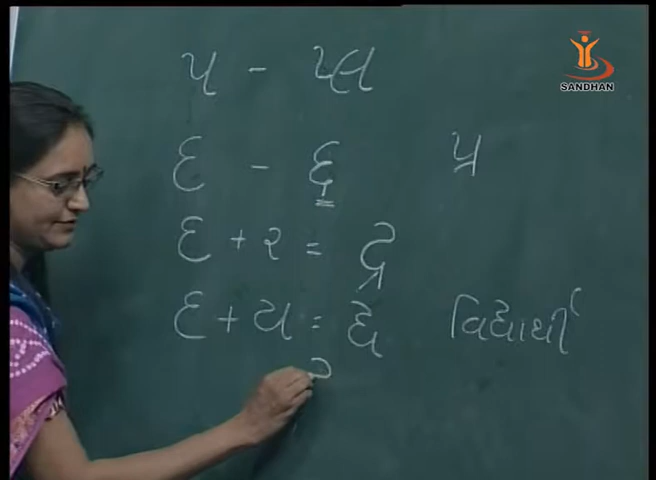 SANDHAN
પ - પ્લ
દ - દ્દ પ્ર
દ + ર = દ્ર
દ + ય = દ્ય વિદ્યાર્થી
ર